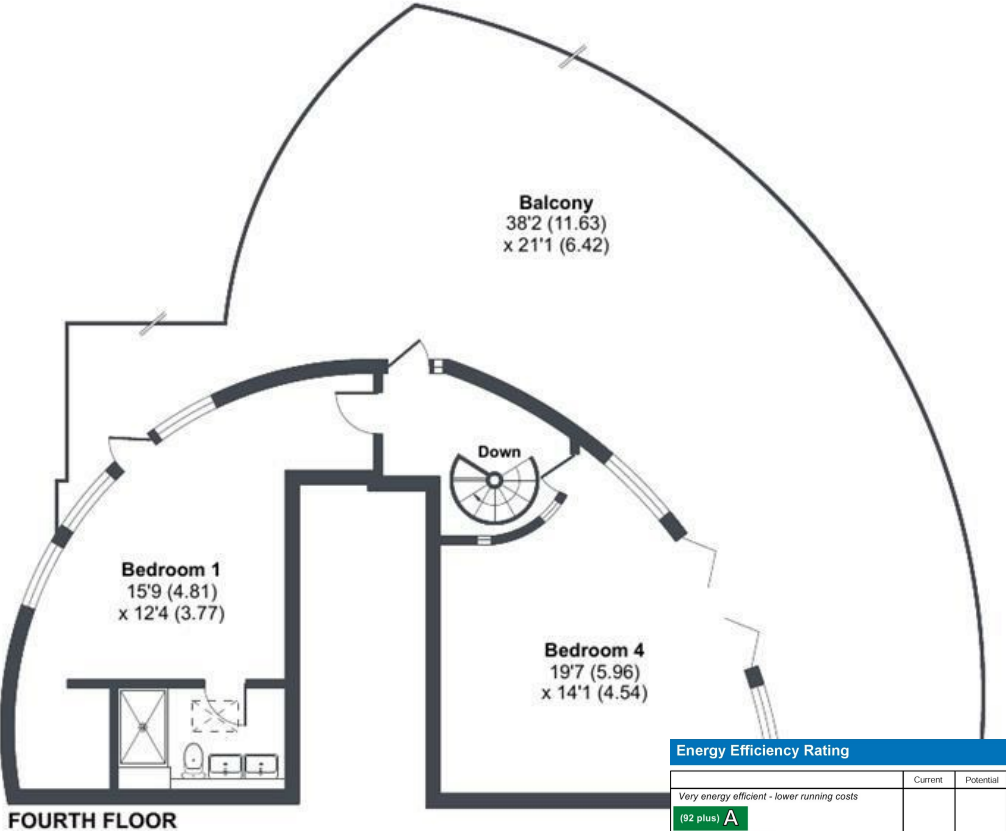 Balcony
38'2 (11.63)
x 21'1 (6.42)
Down
Bedroom 1
15'9 (4.81)
x 12'4 (3.77)
Bedroom 4
19'7 (5.96)
x 14'1 (4.54)
FOURTH FLOOR
Energy Efficiency Rating
Current Potential
Very energy efficient - lower running costs
(92 plus) A